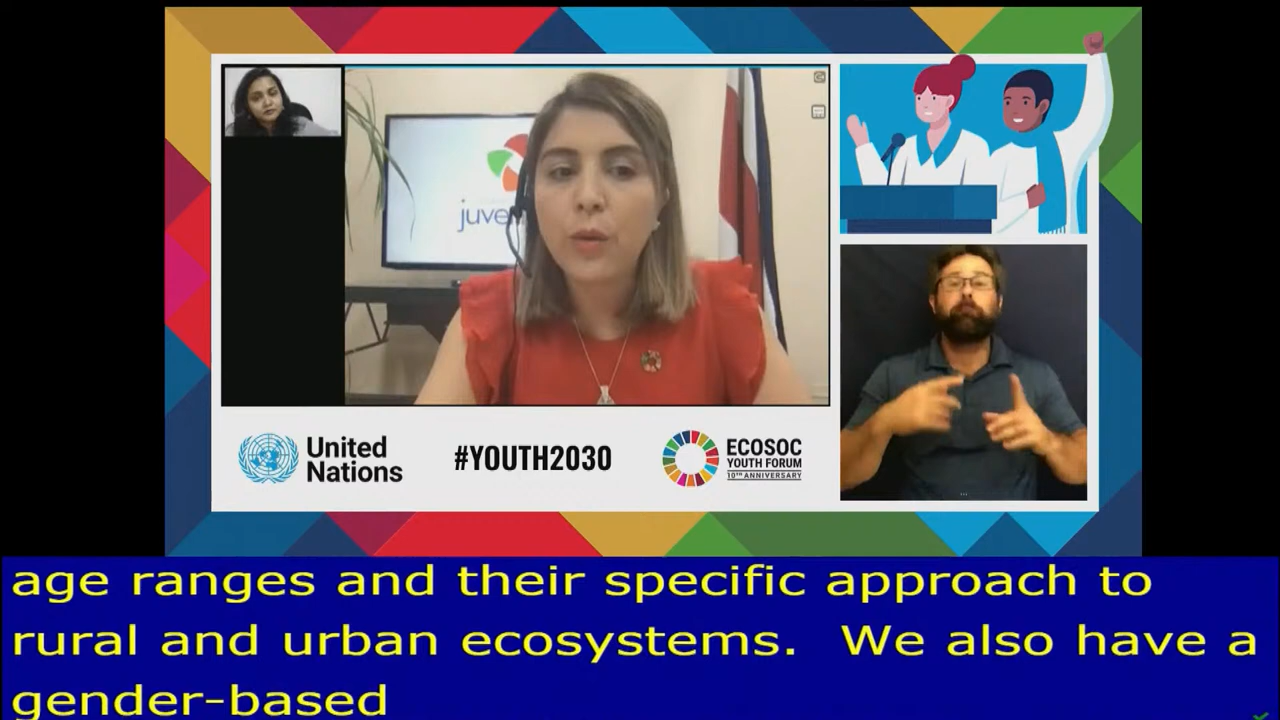 juve
United
Nations
#YOUTH2030
ECOSOC
YOUTH FORUM
10TH ANNIVERSARY
age ranges and their specific approach to
rural and urban ecosystems.  We also have a
gender-based